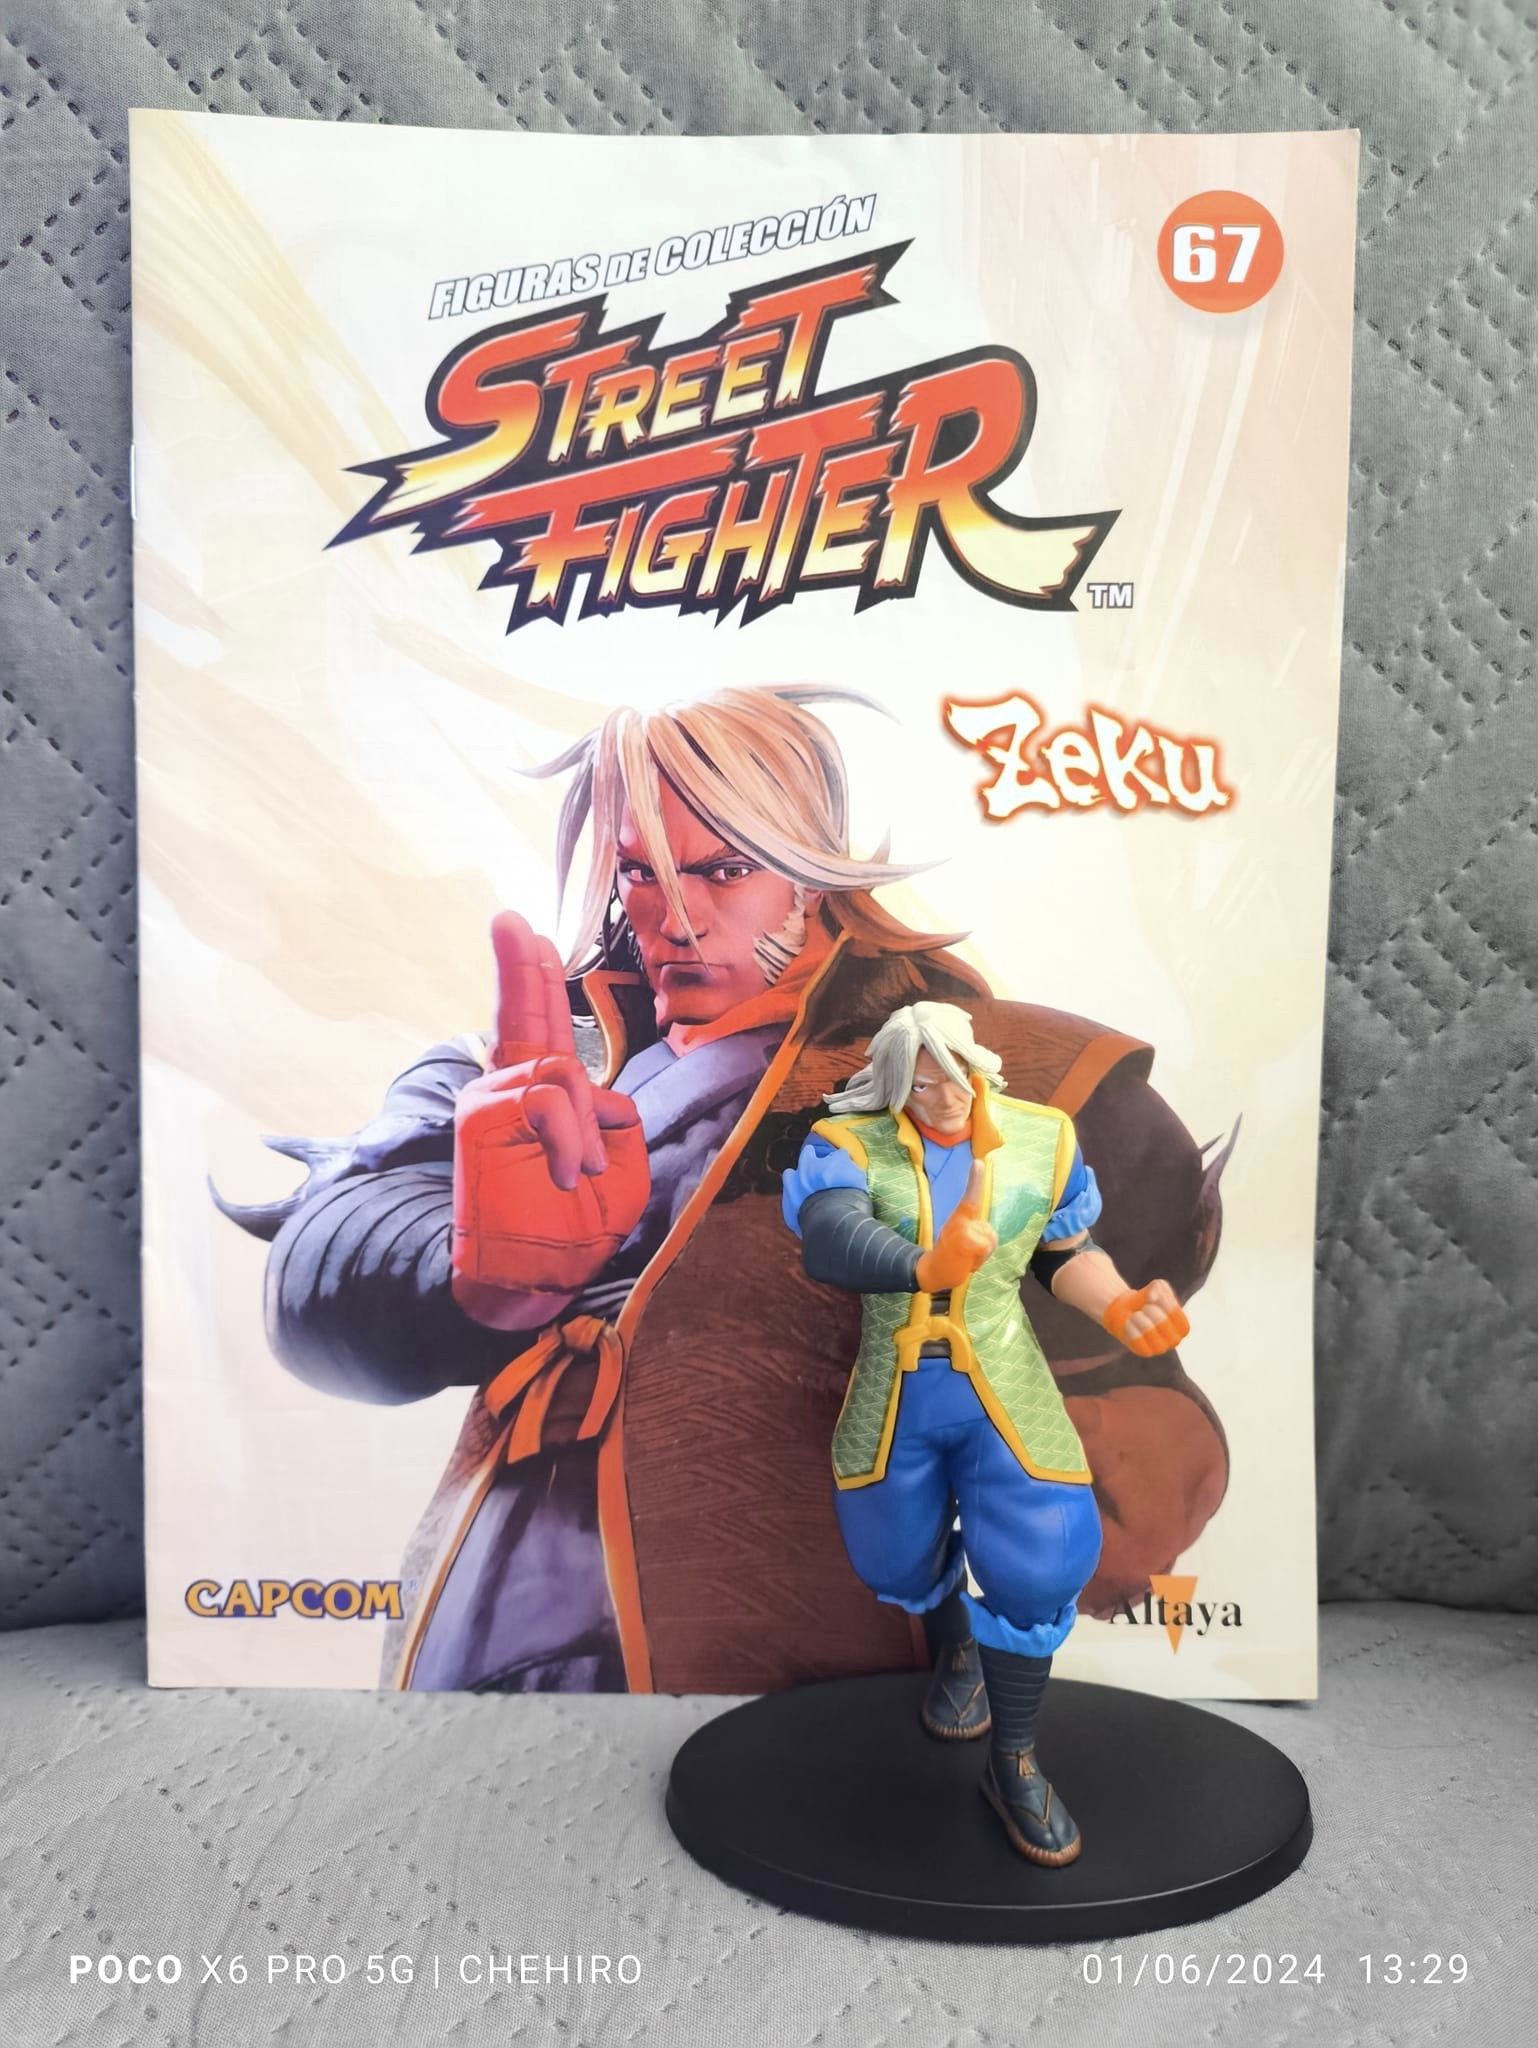 FIGURAS DE COLECCIÓN
67
STREET
FIGHTER
TM
Zeku
CAPCOM®
Altaya
POCO X6 PRO 5G | CHEHIRO
01/06/2024 13:29